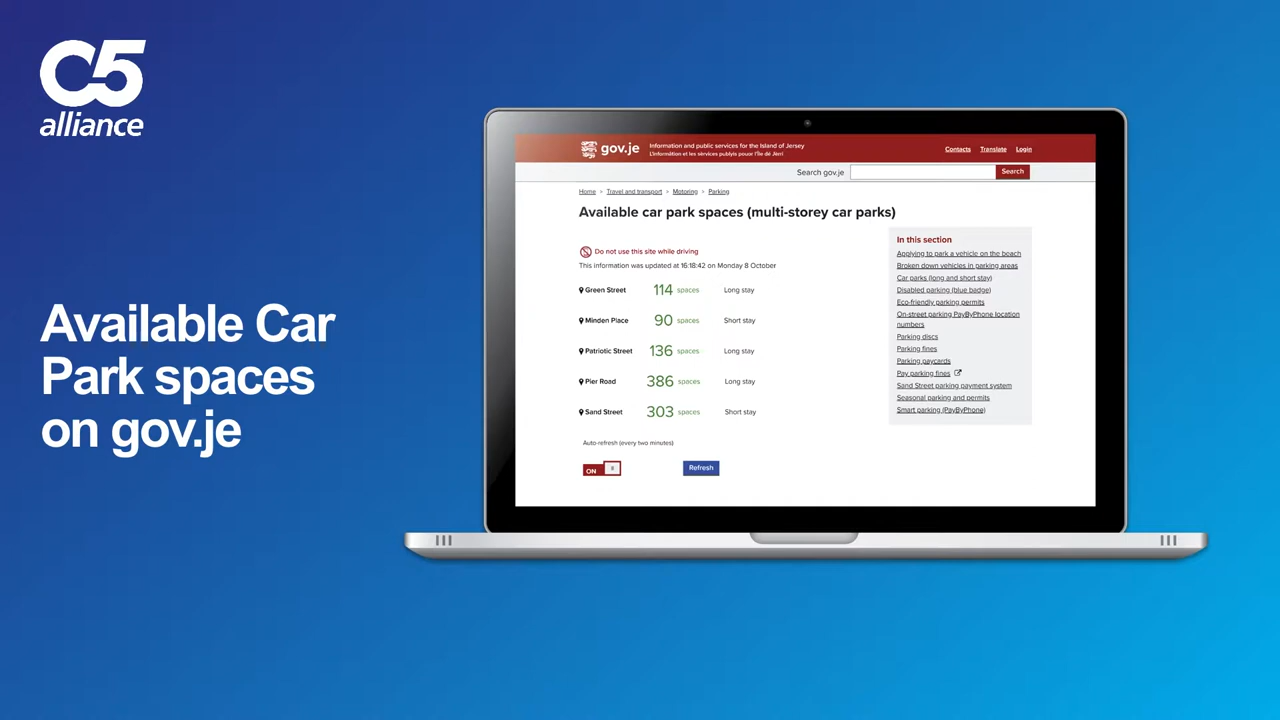 C5
alliance
Available Car
Park spaces
on gov.je
gov.je
Information and public services for the Island of Jersey
L'Înformâtion et les sèrvices publyis pouor I'Île dé Jèrri
Contacts Translate Login
Search gov.je Search
Home > Travel and transport > Motoring > Parking
Available car park spaces (multi-storey car parks)
Do not use this site while driving
This information was updated at 16:18:42 on Monday 8 October
Green Street 114 spaces Long stay
Minden Place 90 spaces Short stay
Patriotic Street 136 spaces Long stay
Pier Road 386 spaces Long stay
Sand Street 303 spaces Short stay
Auto-refresh (every two minutes)
ON Refresh
In this section
Applying to park a vehicle on the beach
Broken down vehicles in parking areas
Car parks (long and short stay)
Disabled parking (blue badge)
Eco-friendly parking permits
On-street parking PayByPhone location
numbers
Parking discs
Parking fines
Parking paycards
Pay parking fines
Sand Street parking payment system
Seasonal parking and permits
Smart parking (PayByPhone)